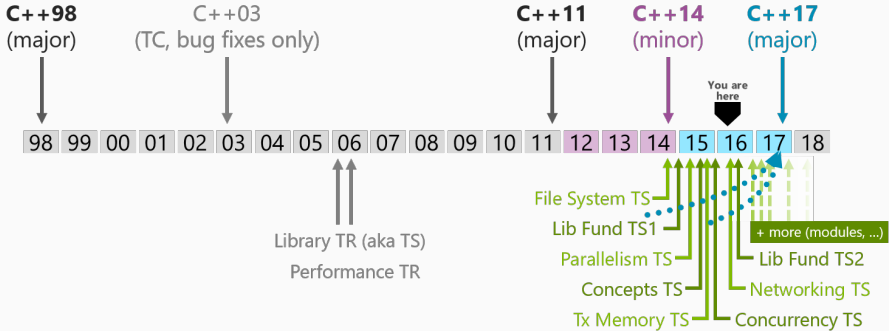 C++98 C++03 C++11 C++14 C++17
(major) (TC, bug fixes only) (major) (minor) (major)
You are
here
98 99 00 01 02 03 04 05 06 07 08 09 10 11 12 13 14 15 16 17 18
File System TS
Lib Fund TS1 + more (modules, ...)
Library TR (aka TS) Parallelism TS Lib Fund TS2
Performance TR Concepts TS Networking TS
Tx Memory TS Concurrency TS